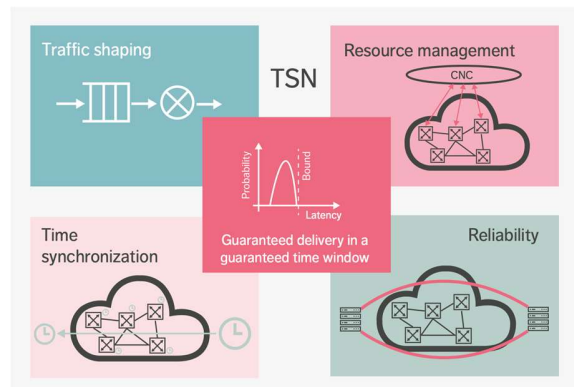 Traffic shaping
TSN
Resource management
CNC
Probability
Bound
Latency
Guaranteed delivery in a
guaranteed time window
Time
synchronization
Reliability